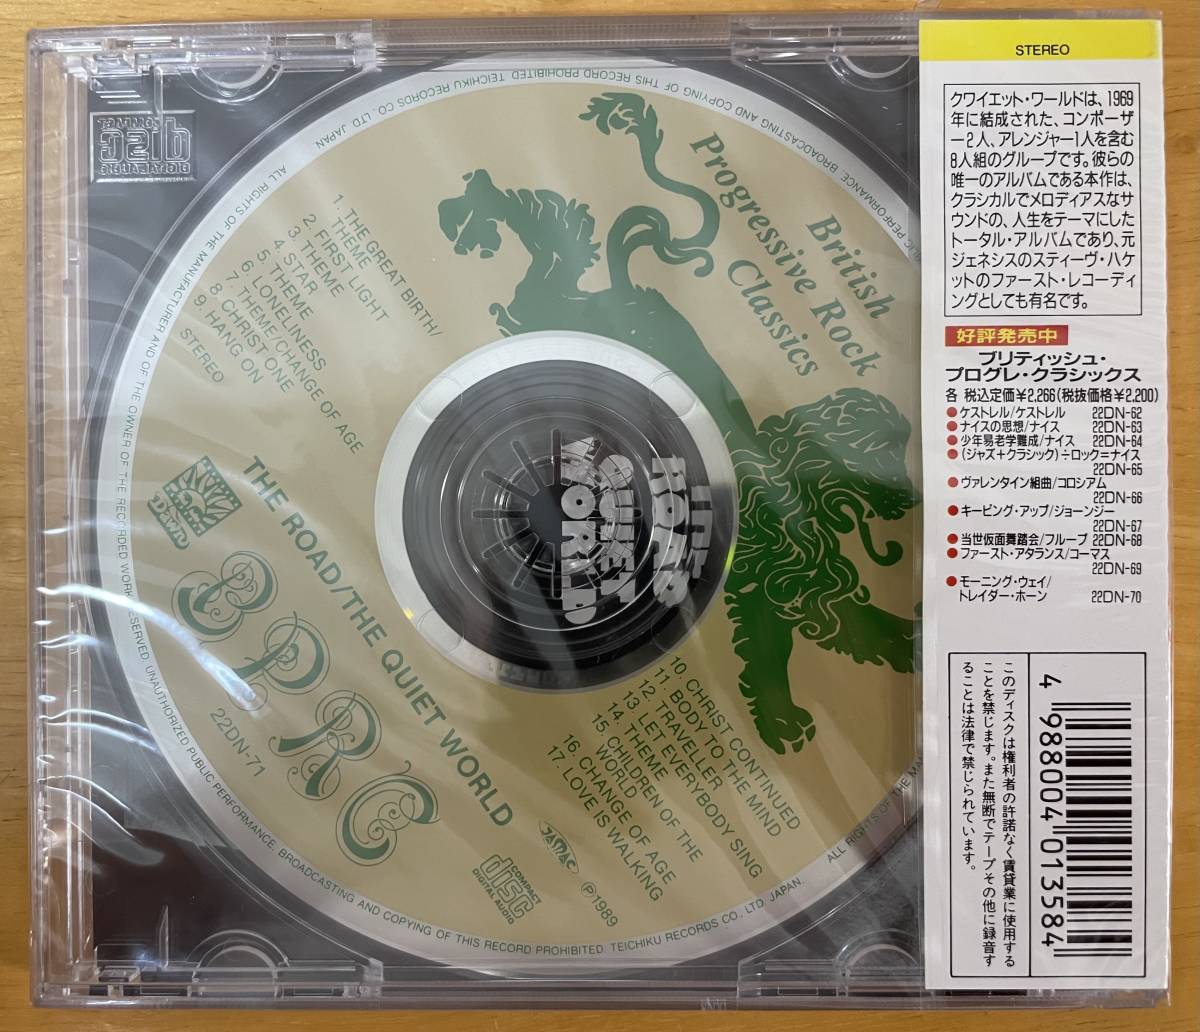 STEREO
クワイエット・ワールドは、1969
年に結成された、コンポーザ
ー2人、アレンジャー1人を含む
8人組のグループです。彼らの
唯一のアルバムである本作は、
クラシカルでメロディアスなサ
ウンドの、人生をテーマにした
トータル・アルバムであり、元
ジェネシスのスティーヴ・ハケ
ットのファースト・レコーディ
ングとしても有名です。
好評発売中
ブリティッシュ・
プログレ・クラシックス
各 税込定価¥2,266(税抜価格¥2,200)
●ケストレル/ケストレル 22DN-62
●ナイスの思想/ナイス 22DN-63
●少年易老学難成/ナイス 22DN-64
●(ジャズ+クラシック)÷ロック=ナイス
22DN-65
●ヴァレンタイン組曲/コロシアム
22DN-66
●キーピング・アップ/ジョーンジー
22DN-67
●当世仮面舞踏会/フループ 22DN-68
●ファースト・アタランス/コーマス
22DN-69
●モーニング・ウェイ/
トレイダー・ホーン 22DN-70
このディスクは権利者の許諾なく賃貸業に使用する
ことを禁じます。また無断でテープその他に録音す
ることは法律で禁じられています。
4 988004 013584
British
Progressive Rock
Classics
1. THE GREAT BIRTH/
THEME
2. FIRST LIGHT
3. THEME
4. STAR
5. THEME
6. LONELINESS
7. THEME/CHANGE OF AGE
8. CHRIST ONE
9. HANG ON
STEREO
Dawn
THE ROAD/THE QUIET WORLD
BPRC
22DN-71
10. CHRIST CONTINUED
11. BODY TO THE MIND
12. TRAVELLER
13. LET EVERYBODY SING
14. THEME
15. CHILDREN OF THE
WORLD
16. CHANGE OF AGE
17. LOVE IS WALKING
JASRAC
COMPACT
disc
DIGITAL AUDIO
Ⓟ1989
ALL RIGHTS OF THE MANUFACTURER AND OF THE OWNER OF THE RECORDED WORK RESERVED. UNAUTHORIZED PUBLIC PERFORMANCE, BROADCASTING AND COPYING OF THIS RECORD PROHIBITED. TEICHIKU RECORDS CO., LTD. JAPAN
COMPACT
disc
DIGITAL AUDIO
THE
ROAD
QUIET
WORLD